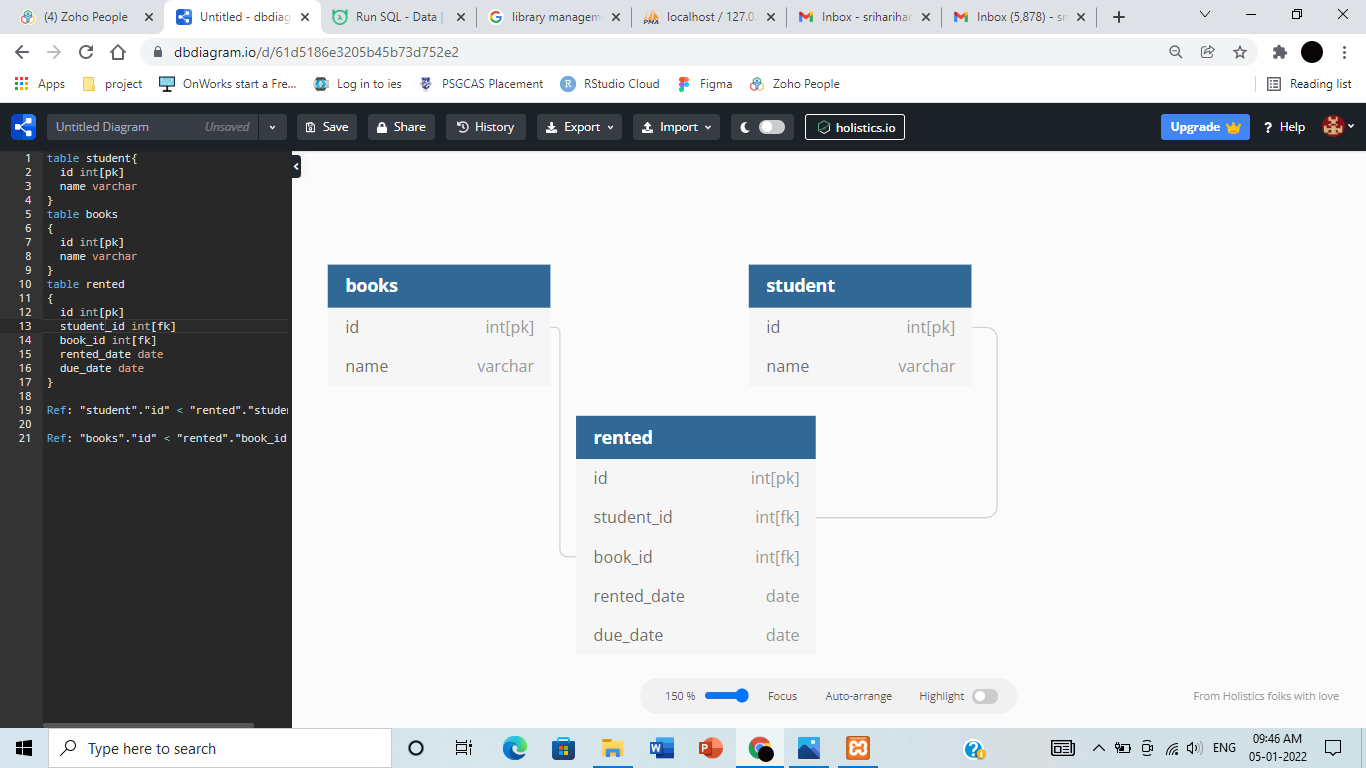 (4) Zoho People
Untitled - dbdiag
Run SQL - Data |
library managem
localhost / 127.0.
Inbox - sriharihar
Inbox (5,878) - sr
dbdiagram.io/d/61d5186e3205b45b73d752e2
Apps
project
OnWorks start a Fre...
Log in to ies
PSGCAS Placement
RStudio Cloud
Figma
Zoho People
Reading list
Untitled Diagram
Unsaved
Save
Share
History
Export
Import
holistics.io
Upgrade
? Help
1 table student{
2 id int[pk]
3 name varchar
4 }
5 table books
6 {
7 id int[pk]
8 name varchar
9 }
10 table rented
11 {
12 id int[pk]
13 student_id int[fk]
14 book_id int[fk]
15 rented_date date
16 due_date date
17 }
18
19 Ref: "student"."id" < "rented"."studen
20
21 Ref: "books"."id" < "rented"."book_id
books
id int[pk]
name varchar
student
id int[pk]
name varchar
rented
id int[pk]
student_id int[fk]
book_id int[fk]
rented_date date
due_date date
150 %
Focus
Auto-arrange
Highlight
From Holistics folks with love
Type here to search
ENG
09:46 AM
05-01-2022